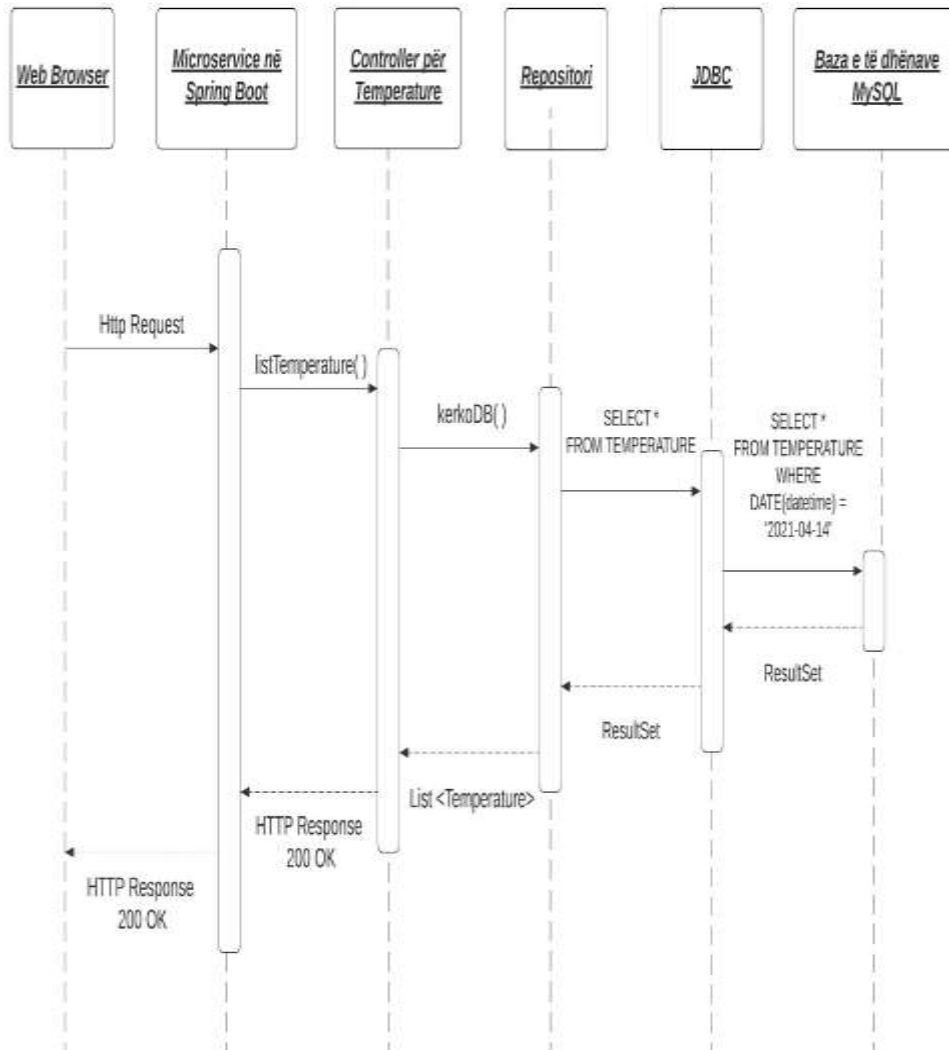 Web Browser
Microservice në
Spring Boot
Controller për
Temperature
Repositori
JDBC
Baza e të dhënave
MySQL
Http Request
listTemperature( )
kerkoDB( )
SELECT *
FROM TEMPERATURE
SELECT *
FROM TEMPERATURE
WHERE
DATE(datetime) =
'2021-04-14'
ResultSet
ResultSet
List <Temperature>
HTTP Response
200 OK
HTTP Response
200 OK